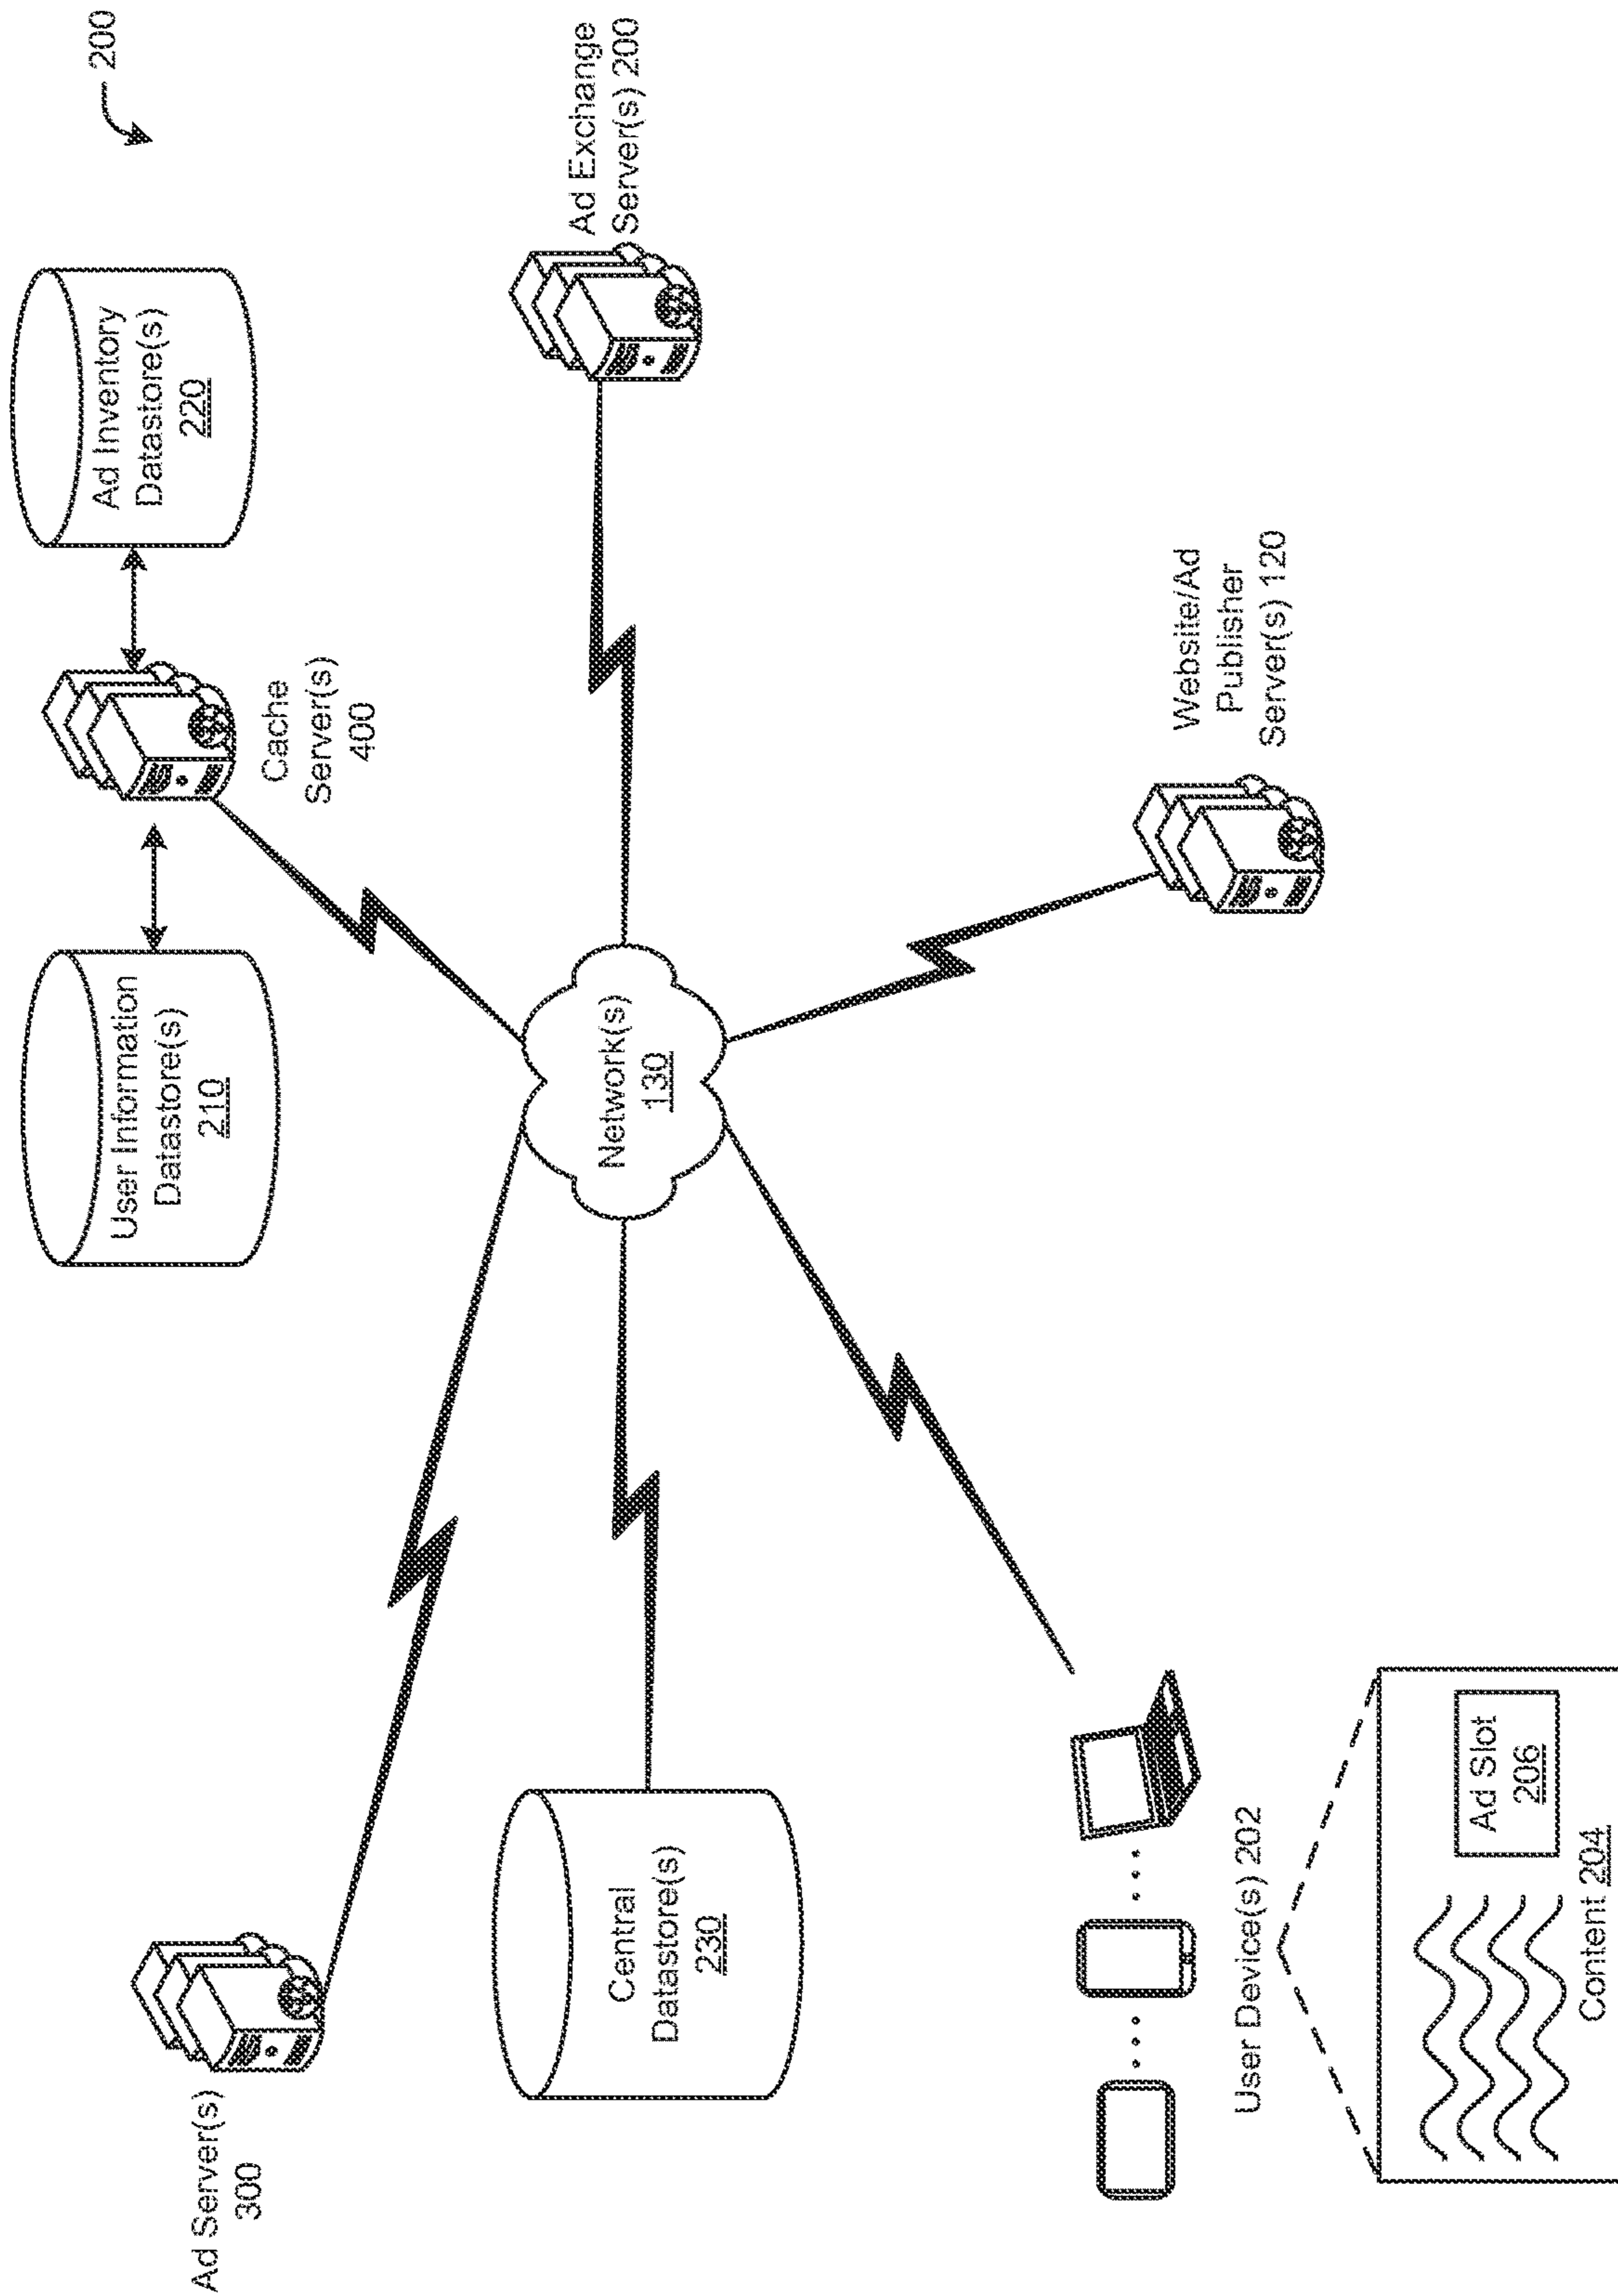 200
Ad Server(s)
300
User Information
Datastore(s)
210
Cache
Server(s)
400
Ad Inventory
Datastore(s)
220
Central
Datastore(s)
230
Network(s)
130
Ad Exchange
Server(s) 200
User Device(s) 202
Website/Ad
Publisher
Server(s) 120
Ad Slot
206
Content 204